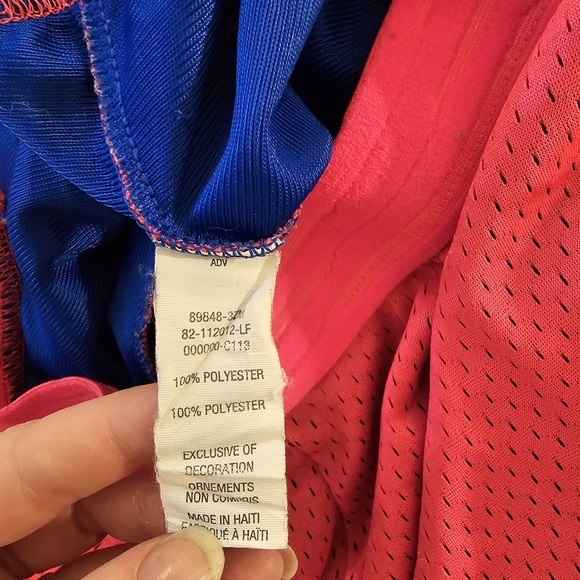 ADV
89848-3ZW
82-112012-LF
000000-C113
100% POLYESTER
100% POLYESTER
EXCLUSIVE OF
DECORATION
ORNEMENTS
NON COMPRIS
MADE IN HAITI
FABRIQUÉ À HAÏTI